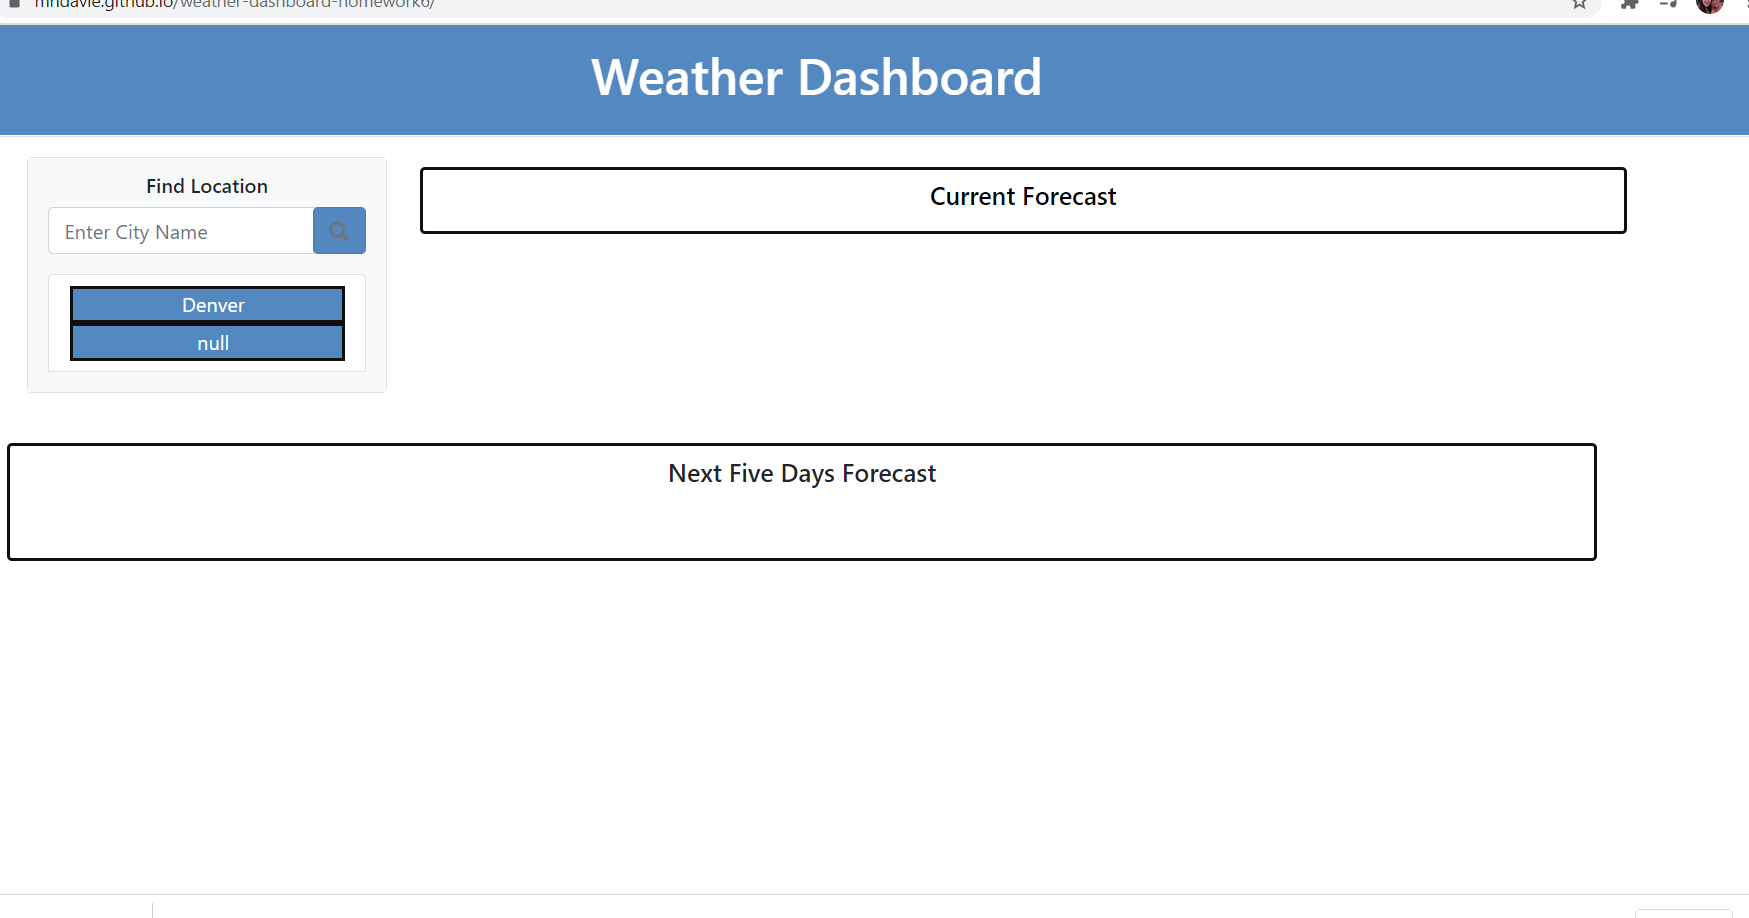 mhdavie.github.io/weather-dashboard-homework6/
Weather Dashboard
Find Location
Enter City Name
Denver
null
Current Forecast
Next Five Days Forecast